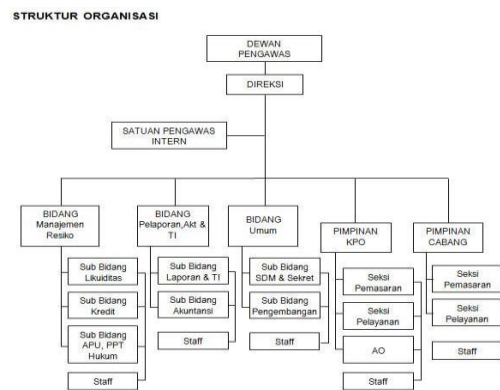 STRUKTUR ORGANISASI
DEWAN
PENGAWAS
DIREKSI
SATUAN PENGAWAS
INTERN
BIDANG
Manajemen
Resiko
Sub Bidang
Likuiditas
Sub Bidang
Kredit
Sub Bidang
APU, PPT
Hukum
Staff
BIDANG
Pelaporan,Akt &
TI
Sub Bidang
Laporan & TI
Sub Bidang
Akuntansi
Staff
BIDANG
Umum
Sub Bidang
SDM & Sekret
Sub Bidang
Pengembangan
Staff
PIMPINAN
KPO
Seksi
Pemasaran
Seksi
Pelayanan
AO
Staff
PIMPINAN
CABANG
Seksi
Pemasaran
Seksi
Pelayanan
Staff